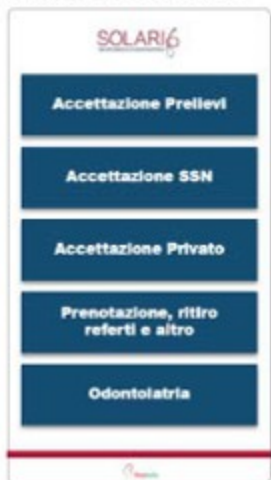 SOLARI6
Accettazione Prelievi
Accettazione SSN
Accettazione Privato
Prenotazione, ritiro
referti e altro
Odontoiatria